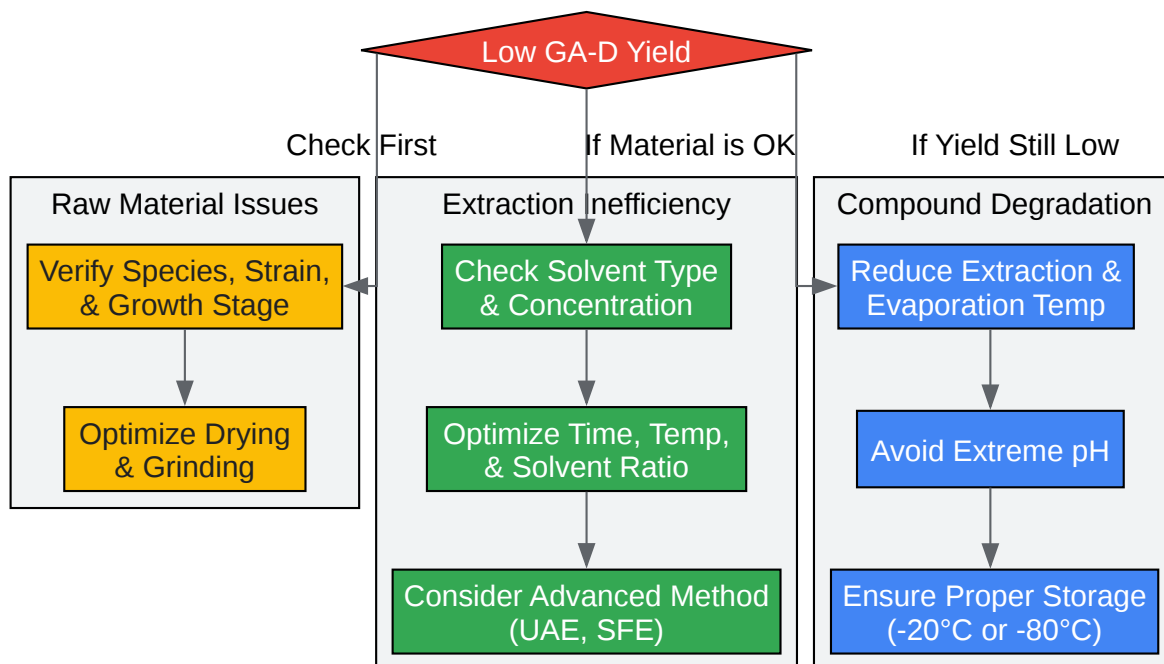 Low GA-D Yield
Check First
If Material is OK
If Yield Still Low
Raw Material Issues
Verify Species, Strain,
& Growth Stage
Optimize Drying
& Grinding
Extraction Inefficiency
Check Solvent Type
& Concentration
Optimize Time, Temp,
& Solvent Ratio
Consider Advanced Method
(UAE, SFE)
Compound Degradation
Reduce Extraction &
Evaporation Temp
Avoid Extreme pH
Ensure Proper Storage
(-20°C or -80°C)